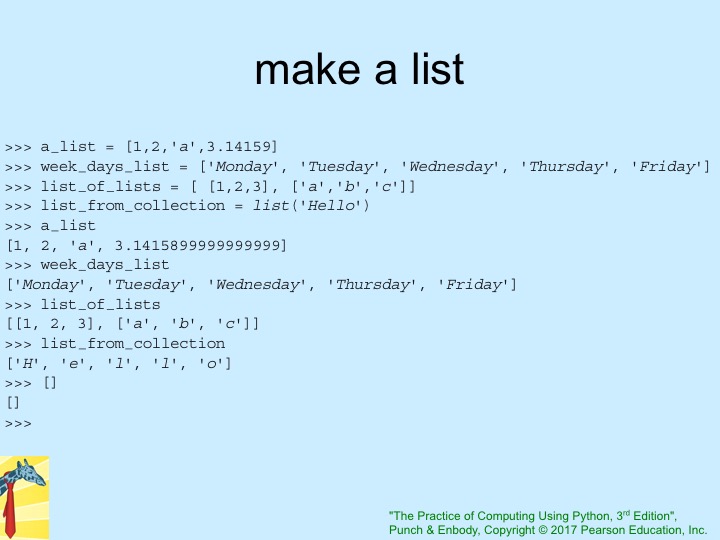 make a list
>>> a_list = [1,2,'a',3.14159]
>>> week_days_list = ['Monday', 'Tuesday', 'Wednesday', 'Thursday', 'Friday']
>>> list_of_lists = [ [1,2,3], ['a','b','c']]
>>> list_from_collection = list('Hello')
>>> a_list
[1, 2, 'a', 3.1415899999999999]
>>> week_days_list
['Monday', 'Tuesday', 'Wednesday', 'Thursday', 'Friday']
>>> list_of_lists
[[1, 2, 3], ['a', 'b', 'c']]
>>> list_from_collection
['H', 'e', 'l', 'l', 'o']
>>> []
[]
>>>
"The Practice of Computing Using Python, 3rd Edition",
Punch & Enbody, Copyright © 2017 Pearson Education, Inc.